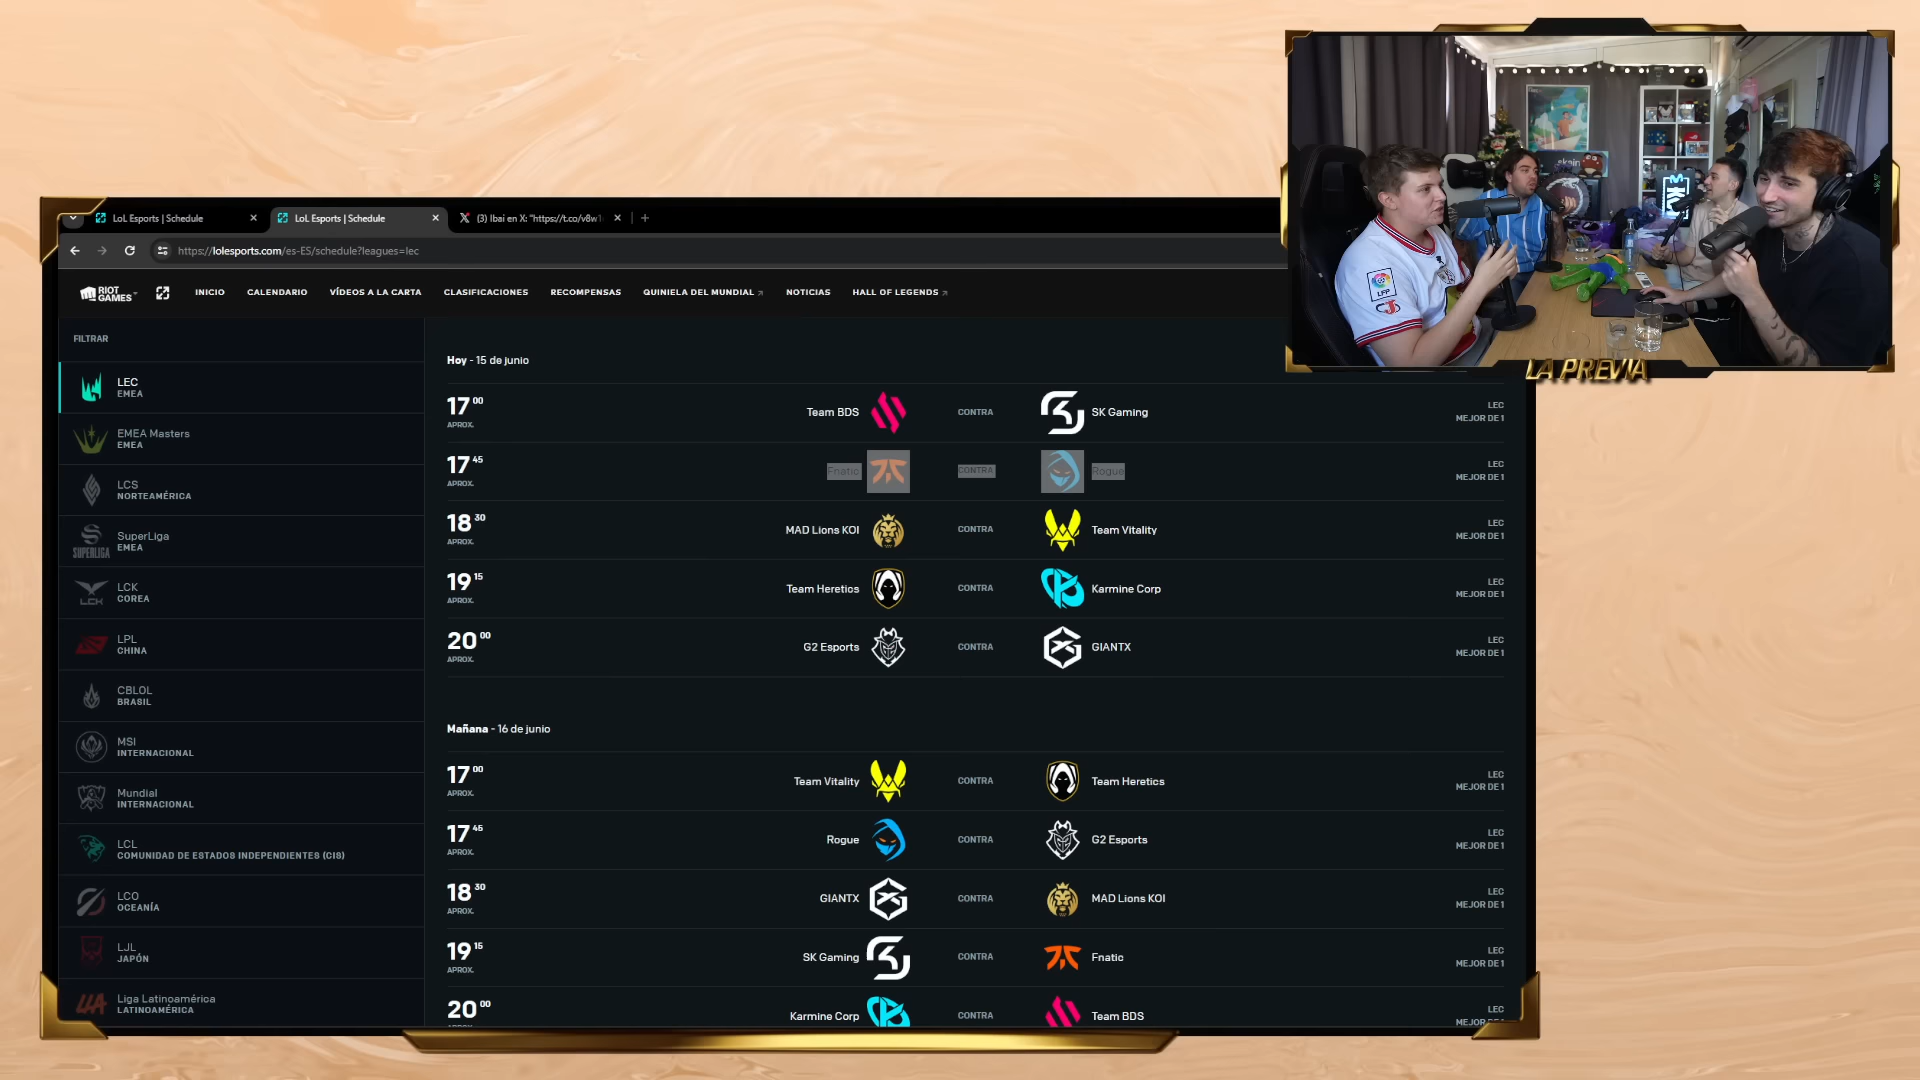 LoL Esports | Schedule
LoL Esports | Schedule
(3) Ibai en X: "https://t.co/v8w1
https://lolesports.com/es-ES/schedule?leagues=lec
RIOT GAMES
INICIO
CALENDARIO
VÍDEOS A LA CARTA
CLASIFICACIONES
RECOMPENSAS
QUINIELA DEL MUNDIAL
NOTICIAS
HALL OF LEGENDS
LA PREVIA
LFP
FILTRAR
LEC
EMEA
EMEA Masters
EMEA
LCS
NORTEAMÉRICA
SUPERLIGA
SuperLiga
EMEA
LCK
LCK
COREA
LPL
CHINA
CBLOL
BRASIL
MSI
INTERNACIONAL
Mundial
INTERNACIONAL
LCL
COMUNIDAD DE ESTADOS INDEPENDIENTES (CIS)
LCO
OCEANÍA
LJL
JAPÓN
Liga Latinoamérica
LATINOAMÉRICA
Hoy - 15 de junio
17 00 APROX. Team BDS CONTRA SK Gaming LEC MEJOR DE 1
17 45 APROX. Fnatic CONTRA Rogue LEC MEJOR DE 1
18 30 APROX. MAD Lions KOI CONTRA Team Vitality LEC MEJOR DE 1
19 15 APROX. Team Heretics CONTRA Karmine Corp LEC MEJOR DE 1
20 00 APROX. G2 Esports CONTRA GIANTX LEC MEJOR DE 1
Mañana - 16 de junio
17 00 APROX. Team Vitality CONTRA Team Heretics LEC MEJOR DE 1
17 45 APROX. Rogue CONTRA G2 Esports LEC MEJOR DE 1
18 30 APROX. GIANTX CONTRA MAD Lions KOI LEC MEJOR DE 1
19 15 APROX. SK Gaming CONTRA Fnatic LEC MEJOR DE 1
20 00 Karmine Corp CONTRA Team BDS LEC